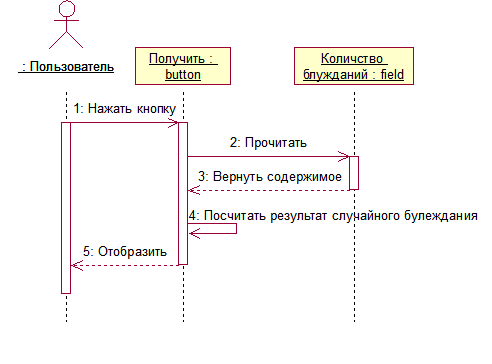 : Пользователь
Получить :
button
Количство
блужданий : field
1: Нажать кнопку
2: Прочитать
3: Вернуть содержимое
4: Посчитать результат случайного булеждания
5: Отобразить